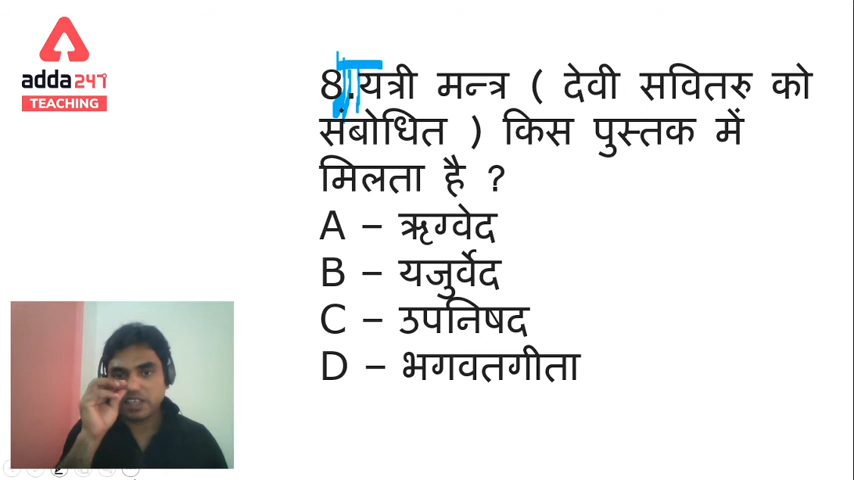 adda247
TEACHING
8.यत्री मन्त्र ( देवी सवितरु को
संबोधित ) किस पुस्तक में
मिलता है ?
A – ऋग्वेद
B – यजुर्वेद
C – उपनिषद
D – भगवतगीता